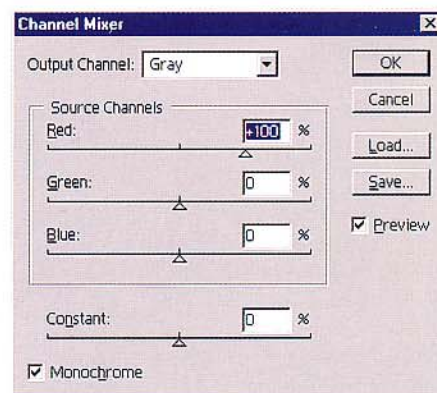 Channel Mixer
Output Channel: Gray
OK
Cancel
Load...
Save...
Preview
Source Channels
Red: +100 %
Green: 0 %
Blue: 0 %
Constant: 0 %
Monochrome